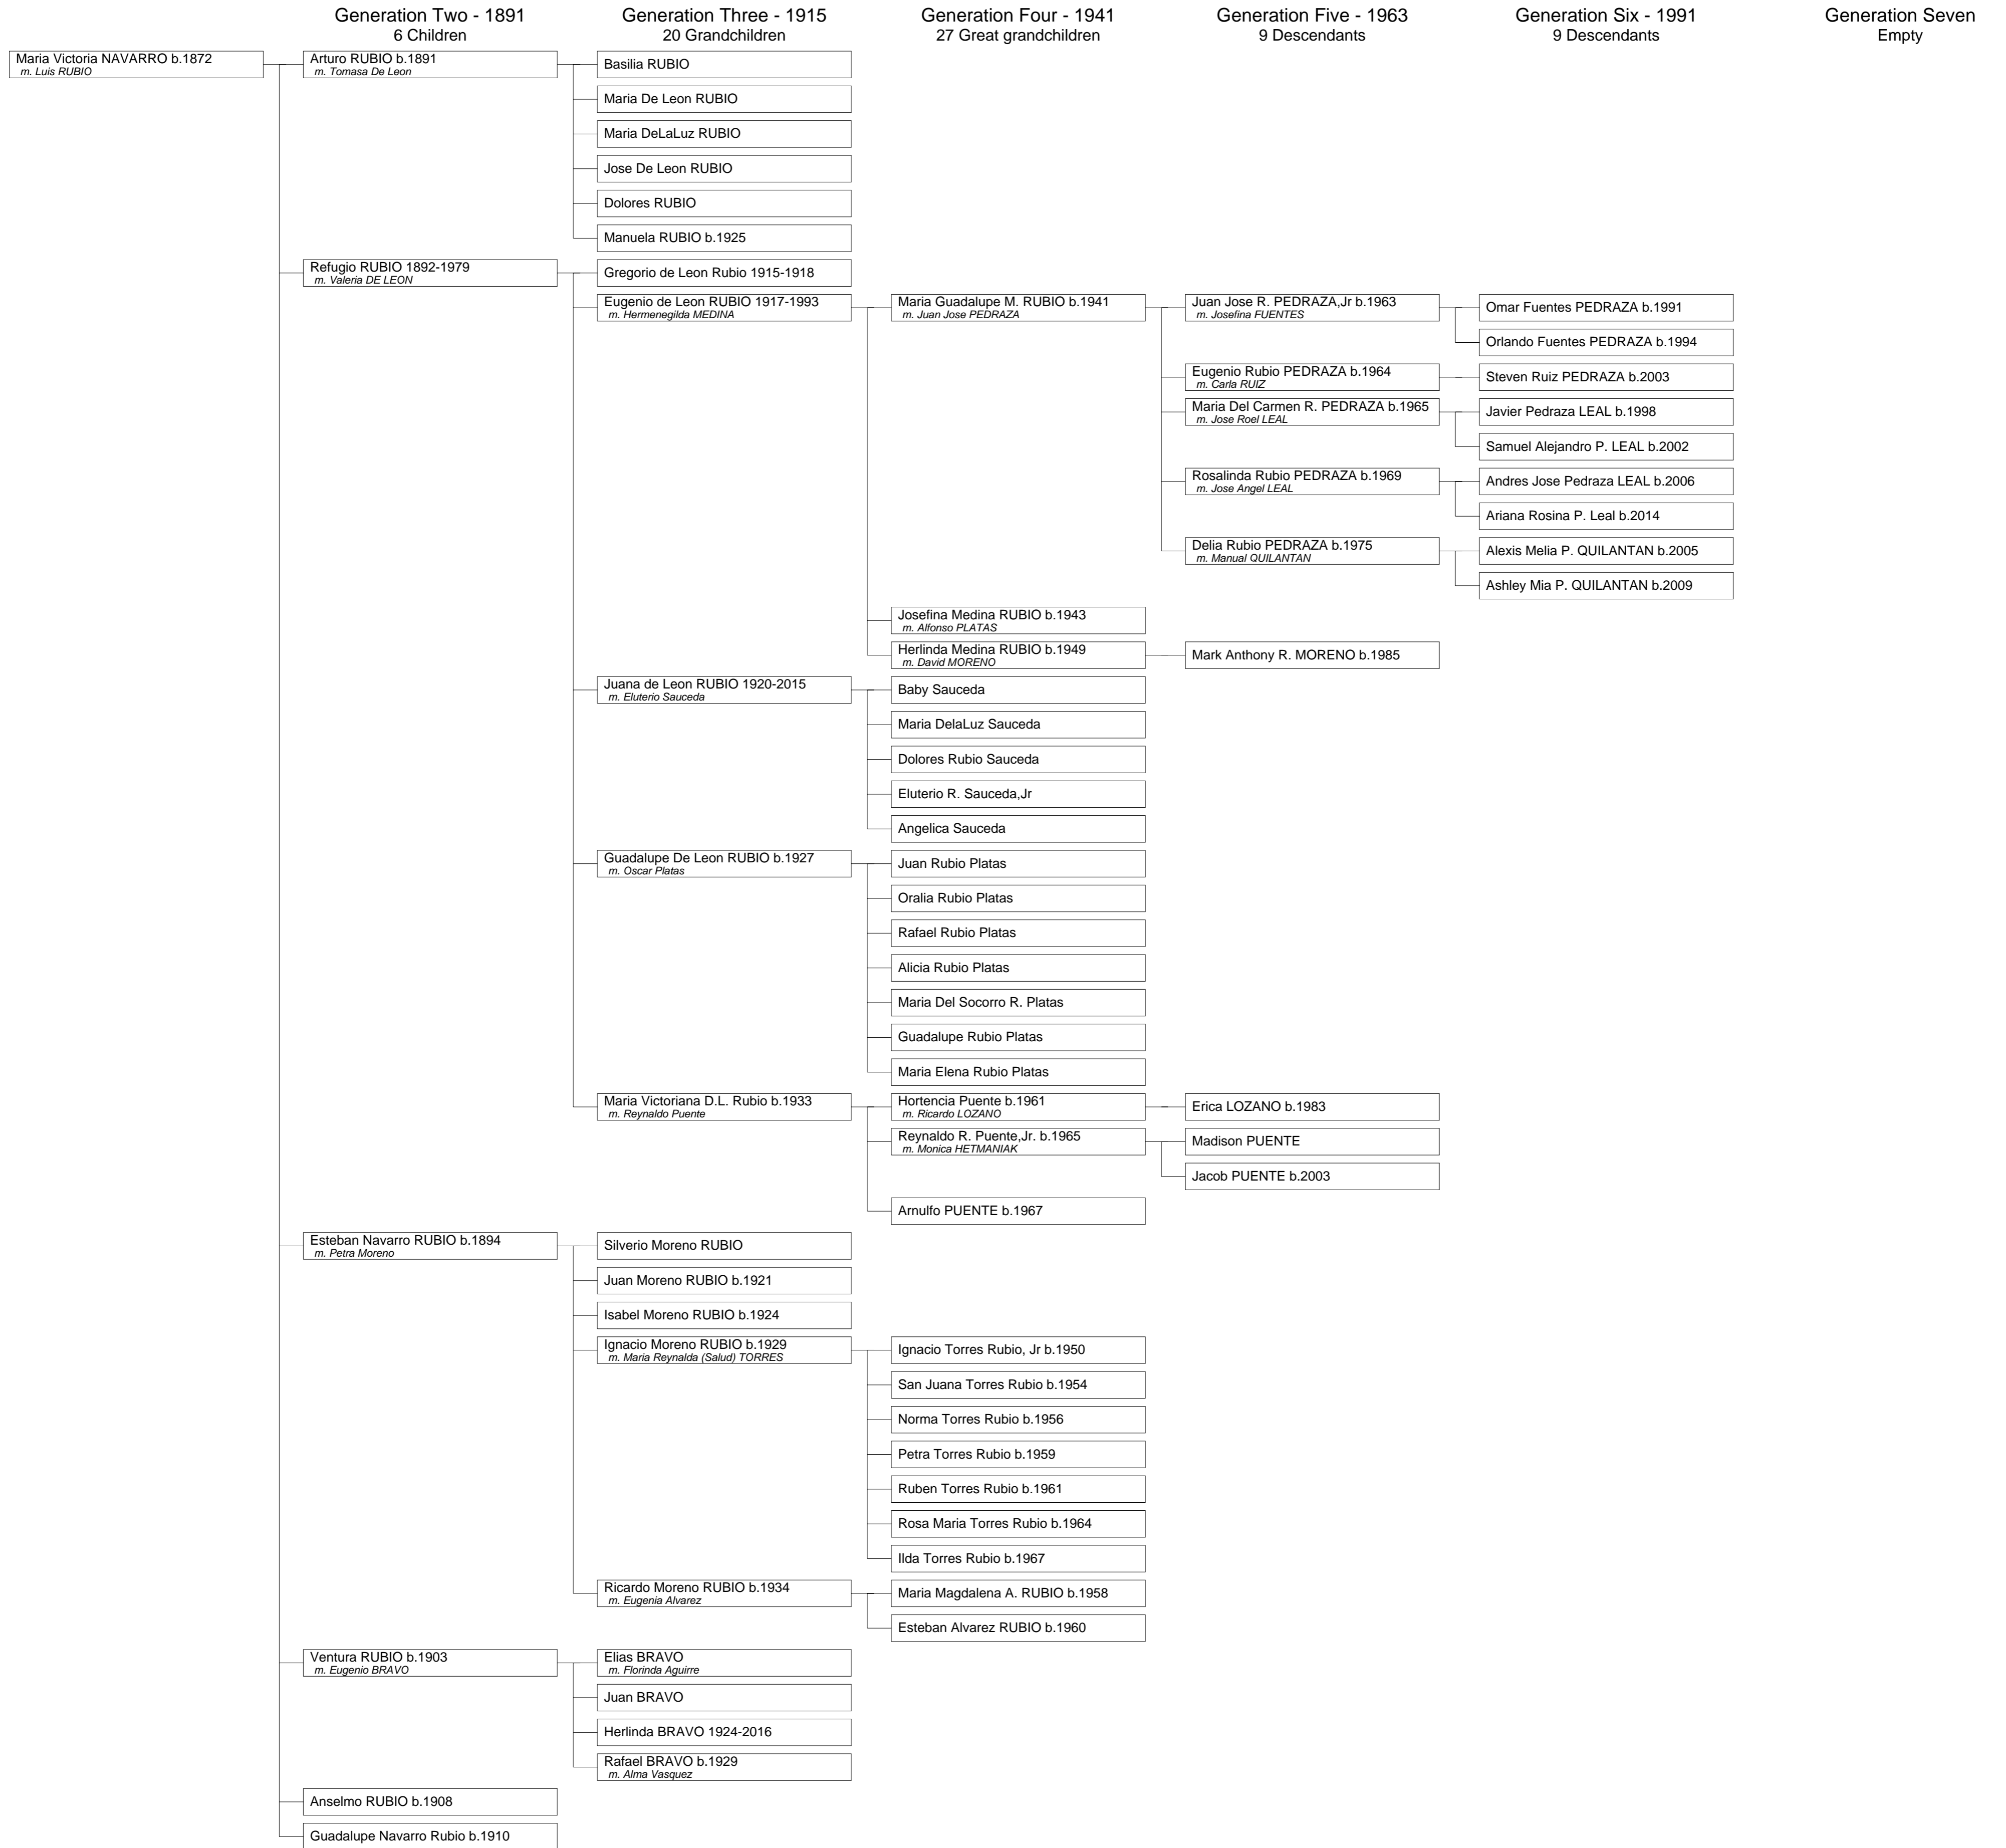 Generation Two - 1891
6 Children
Generation Three - 1915
20 Grandchildren
Generation Four - 1941
27 Great grandchildren
Generation Five - 1963
9 Descendants
Generation Six - 1991
9 Descendants
Generation Seven
Empty
Maria Victoria NAVARRO b.1872
m. Luis RUBIO
Arturo RUBIO b.1891
m. Tomasa De Leon
Basilia RUBIO
Maria De Leon RUBIO
Maria DeLaLuz RUBIO
Jose De Leon RUBIO
Dolores RUBIO
Manuela RUBIO b.1925
Refugio RUBIO 1892-1979
m. Valeria DE LEON
Gregorio de Leon Rubio 1915-1918
Eugenio de Leon RUBIO 1917-1993
m. Hermenegilda MEDINA
Maria Guadalupe M. RUBIO b.1941
m. Juan Jose PEDRAZA
Juan Jose R. PEDRAZA,Jr b.1963
m. Josefina FUENTES
Omar Fuentes PEDRAZA b.1991
Orlando Fuentes PEDRAZA b.1994
Eugenio Rubio PEDRAZA b.1964
m. Carla RUIZ
Steven Ruiz PEDRAZA b.2003
Maria Del Carmen R. PEDRAZA b.1965
m. Jose Roel LEAL
Javier Pedraza LEAL b.1998
Samuel Alejandro P. LEAL b.2002
Rosalinda Rubio PEDRAZA b.1969
m. Jose Angel LEAL
Andres Jose Pedraza LEAL b.2006
Ariana Rosina P. Leal b.2014
Delia Rubio PEDRAZA b.1975
m. Manual QUILANTAN
Alexis Melia P. QUILANTAN b.2005
Ashley Mia P. QUILANTAN b.2009
Josefina Medina RUBIO b.1943
m. Alfonso PLATAS
Herlinda Medina RUBIO b.1949
m. David MORENO
Mark Anthony R. MORENO b.1985
Juana de Leon RUBIO 1920-2015
m. Eluterio Sauceda
Baby Sauceda
Maria DelaLuz Sauceda
Dolores Rubio Sauceda
Eluterio R. Sauceda,Jr
Angelica Sauceda
Guadalupe De Leon RUBIO b.1927
m. Oscar Platas
Juan Rubio Platas
Oralia Rubio Platas
Rafael Rubio Platas
Alicia Rubio Platas
Maria Del Socorro R. Platas
Guadalupe Rubio Platas
Maria Elena Rubio Platas
Maria Victoriana D.L. Rubio b.1933
m. Reynaldo Puente
Hortencia Puente b.1961
m. Ricardo LOZANO
Erica LOZANO b.1983
Reynaldo R. Puente,Jr. b.1965
m. Monica HETMANIAK
Madison PUENTE
Jacob PUENTE b.2003
Arnulfo PUENTE b.1967
Esteban Navarro RUBIO b.1894
m. Petra Moreno
Silverio Moreno RUBIO
Juan Moreno RUBIO b.1921
Isabel Moreno RUBIO b.1924
Ignacio Moreno RUBIO b.1929
m. Maria Reynalda (Salud) TORRES
Ignacio Torres Rubio, Jr b.1950
San Juana Torres Rubio b.1954
Norma Torres Rubio b.1956
Petra Torres Rubio b.1959
Ruben Torres Rubio b.1961
Rosa Maria Torres Rubio b.1964
Ilda Torres Rubio b.1967
Ricardo Moreno RUBIO b.1934
m. Eugenia Alvarez
Maria Magdalena A. RUBIO b.1958
Esteban Alvarez RUBIO b.1960
Ventura RUBIO b.1903
m. Eugenio BRAVO
Elias BRAVO
m. Florinda Aguirre
Juan BRAVO
Herlinda BRAVO 1924-2016
Rafael BRAVO b.1929
m. Alma Vasquez
Anselmo RUBIO b.1908
Guadalupe Navarro Rubio b.1910